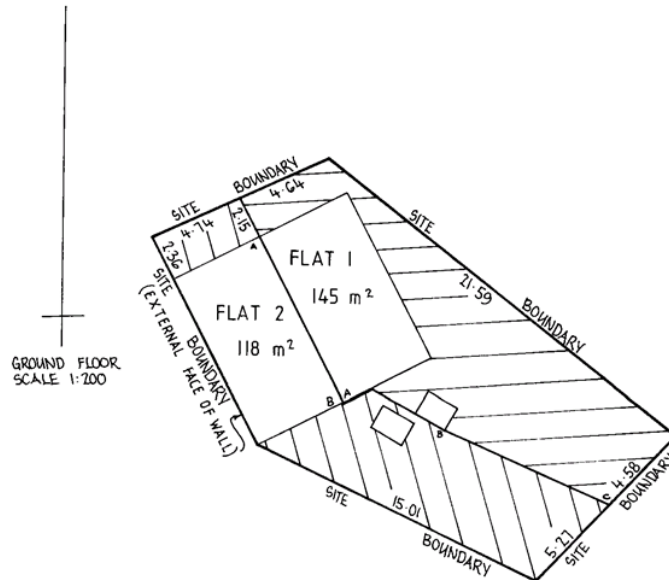 SITE BOUNDARY
4.74
4.64
2.15
2.36
A
SITE
21.59
BOUNDARY
FLAT 1
145 m²
FLAT 2
118 m²
SITE
BOUNDARY
(EXTERNAL FACE OF WALL)
GROUND FLOOR
SCALE 1:200
B
A
B
C
4.58
BOUNDARY
SITE
15.01
BOUNDARY
5.27
SITE